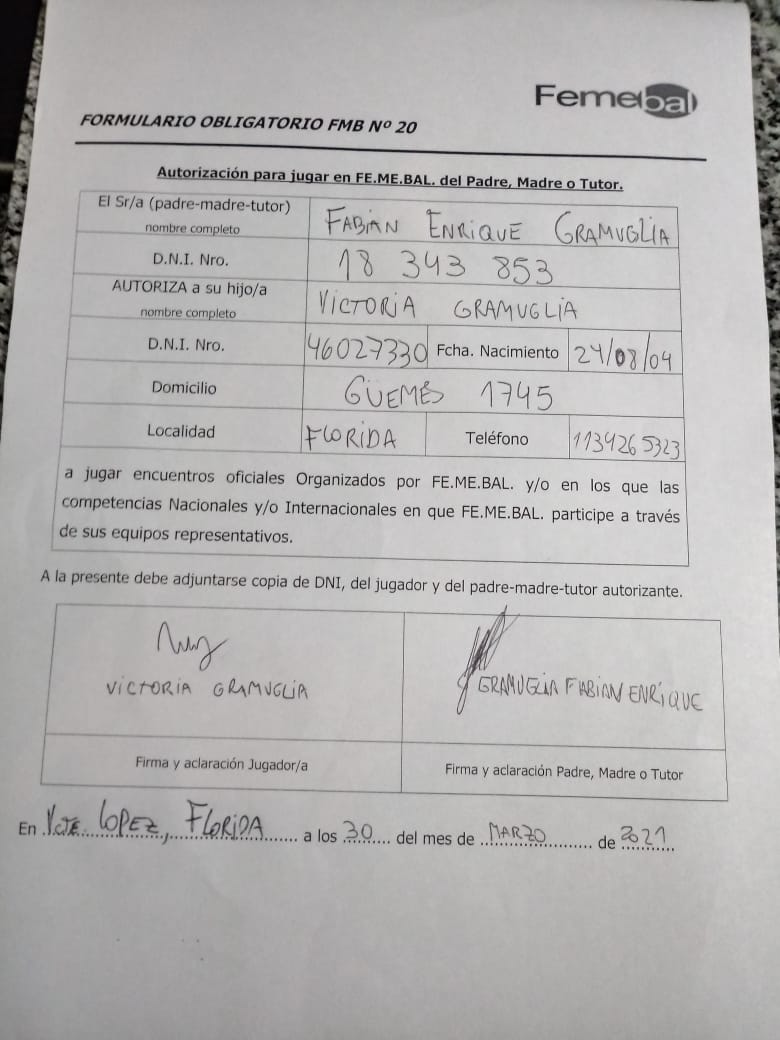 Femebal
FORMULARIO OBLIGATORIO FMB Nº 20
Autorización para jugar en FE.ME.BAL. del Padre, Madre o Tutor.
El Sr/a (padre-madre-tutor)
nombre completo
FABIAN ENRIQUE GRAMUGLIA
D.N.I. Nro.
18 343 853
AUTORIZA a su hijo/a
nombre completo
VICTORIA GRAMUGLIA
D.N.I. Nro.
46027330
Fcha. Nacimiento
24/08/04
Domicilio
GÜEMES 1745
Localidad
FLORIDA
Teléfono
1134265323
a jugar encuentros oficiales Organizados por FE.ME.BAL. y/o en los que las
competencias Nacionales y/o Internacionales en que FE.ME.BAL. participe a través
de sus equipos representativos.
A la presente debe adjuntarse copia de DNI, del jugador y del padre-madre-tutor autorizante.
VICTORIA GRAMUGLIA
GRAMUGLIA FABIAN ENRIQUE
Firma y aclaración Jugador/a
Firma y aclaración Padre, Madre o Tutor
En Vcte. LOPEZ, FLORIDA a los 30 del mes de MARZO de 2021